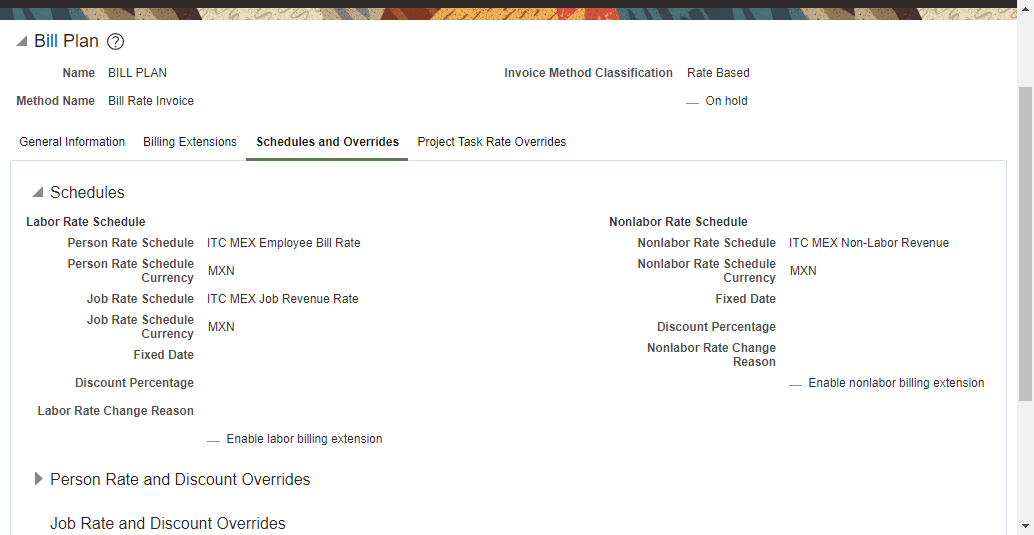 Bill Plan ?
Name BILL PLAN Invoice Method Classification Rate Based
Method Name Bill Rate Invoice On hold
General Information Billing Extensions Schedules and Overrides Project Task Rate Overrides
Schedules
Labor Rate Schedule
Person Rate Schedule ITC MEX Employee Bill Rate
Person Rate Schedule
Currency MXN
Job Rate Schedule ITC MEX Job Revenue Rate
Job Rate Schedule
Currency MXN
Fixed Date
Discount Percentage
Labor Rate Change Reason
Enable labor billing extension
Nonlabor Rate Schedule
Nonlabor Rate Schedule ITC MEX Non-Labor Revenue
Nonlabor Rate Schedule
Currency MXN
Fixed Date
Discount Percentage
Nonlabor Rate Change
Reason
Enable nonlabor billing extension
Person Rate and Discount Overrides
Job Rate and Discount Overrides